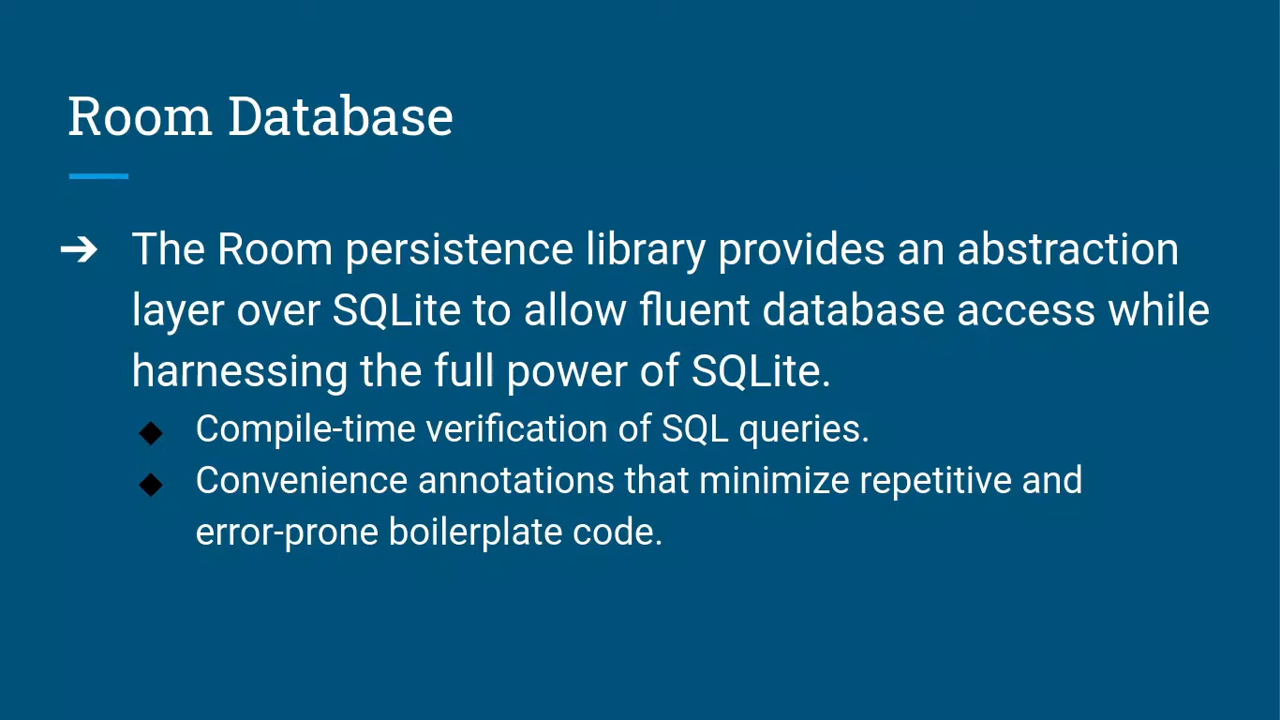 Room Database
➔ The Room persistence library provides an abstraction
layer over SQLite to allow fluent database access while
harnessing the full power of SQLite.
◆ Compile-time verification of SQL queries.
◆ Convenience annotations that minimize repetitive and
error-prone boilerplate code.